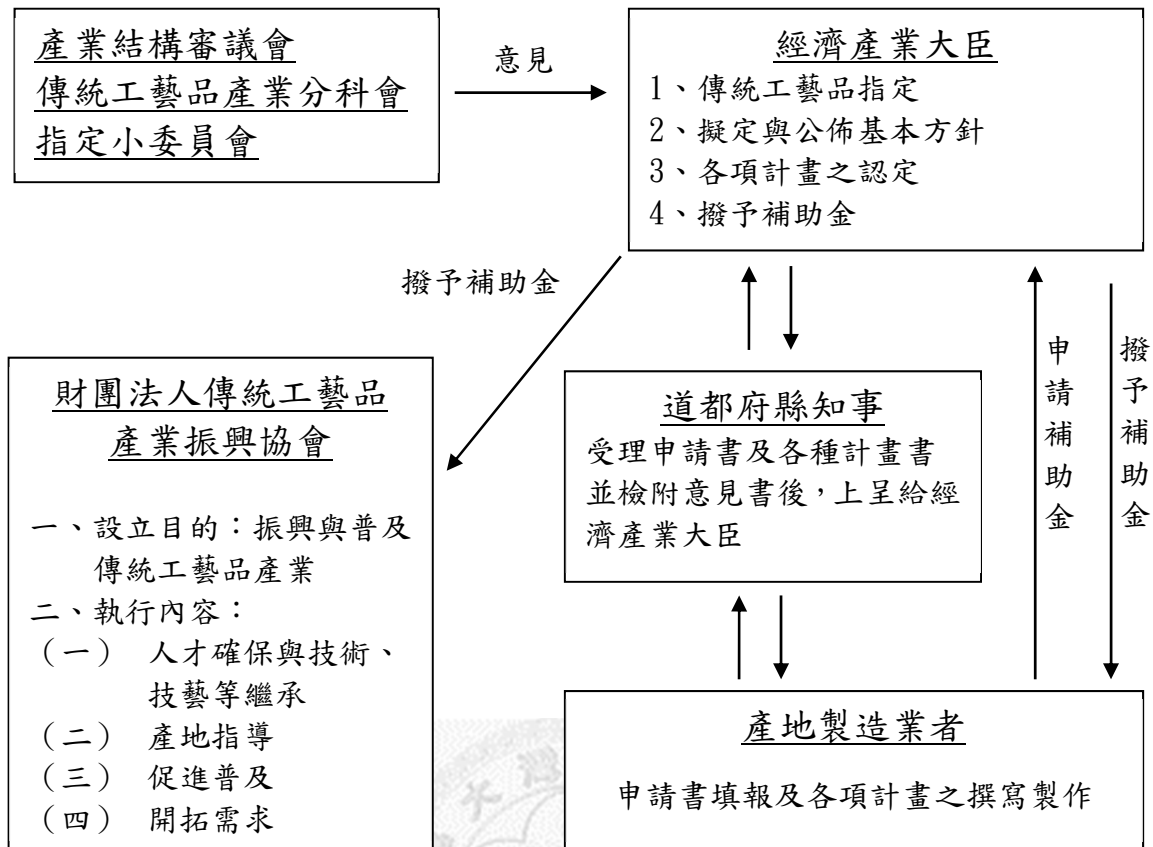 產業結構審議會
傳統工藝品產業分科會
指定小委員會
意見
經濟產業大臣
1、傳統工藝品指定
2、擬定與公佈基本方針
3、各項計畫之認定
4、撥予補助金
撥予補助金
財團法人傳統工藝品
產業振興協會
一、設立目的：振興與普及
傳統工藝品產業
二、執行內容：
（一） 人才確保與技術、
技藝等繼承
（二） 產地指導
（三） 促進普及
（四） 開拓需求
道都府縣知事
受理申請書及各種計畫書
並檢附意見書後，上呈給經
濟產業大臣
申請補助金
撥予補助金
產地製造業者
申請書填報及各項計畫之撰寫製作